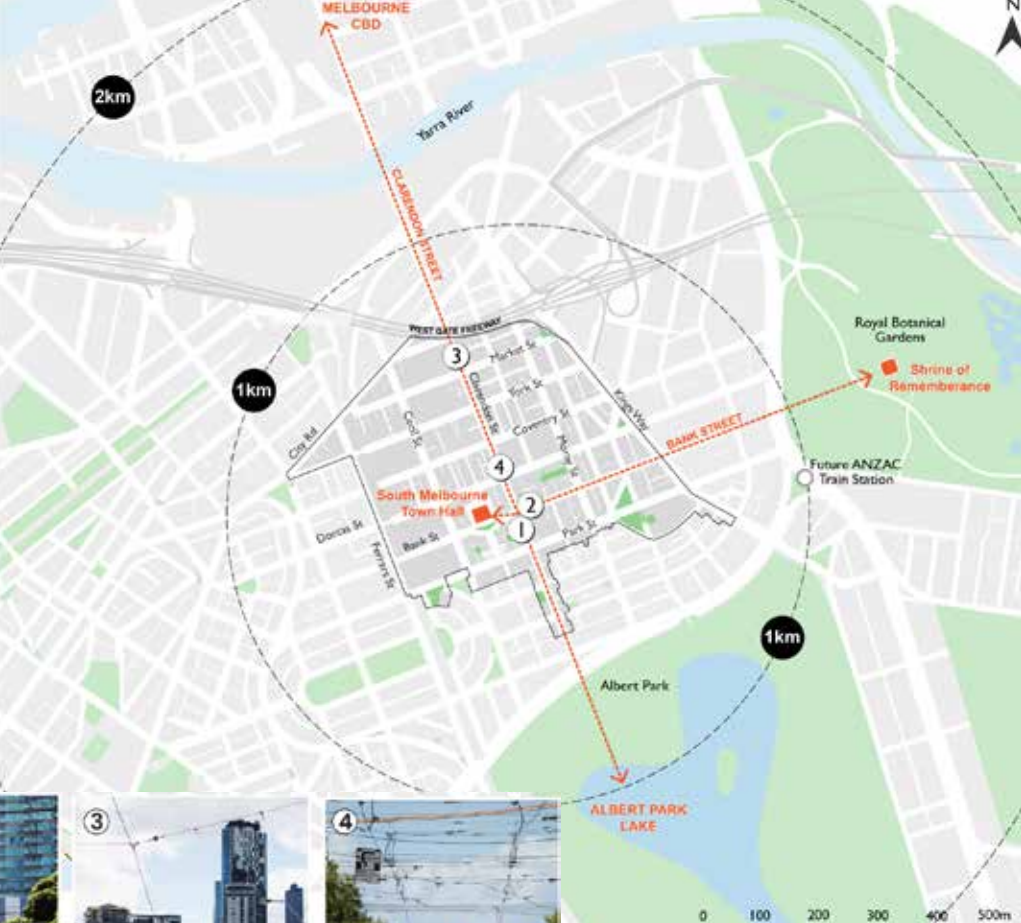 MELBOURNE
CBD
N
2km
Yarra River
CLARENDON STREET
WEST GATE FREEWAY
Royal Botanical
Gardens
3
Market St
Shrine of
Rememberance
1km
York St
Clarendon St
Kings Way
Cecil St
Coventry St
BANK STREET
City Rd
Moray St
4
Future ANZAC
Train Station
South Melbourne
Town Hall
2
1
Dorcas St
Bank St
Park St
Ferrars St
1km
Albert Park
ALBERT PARK
LAKE
3
4
0 100 200 300 400 500m